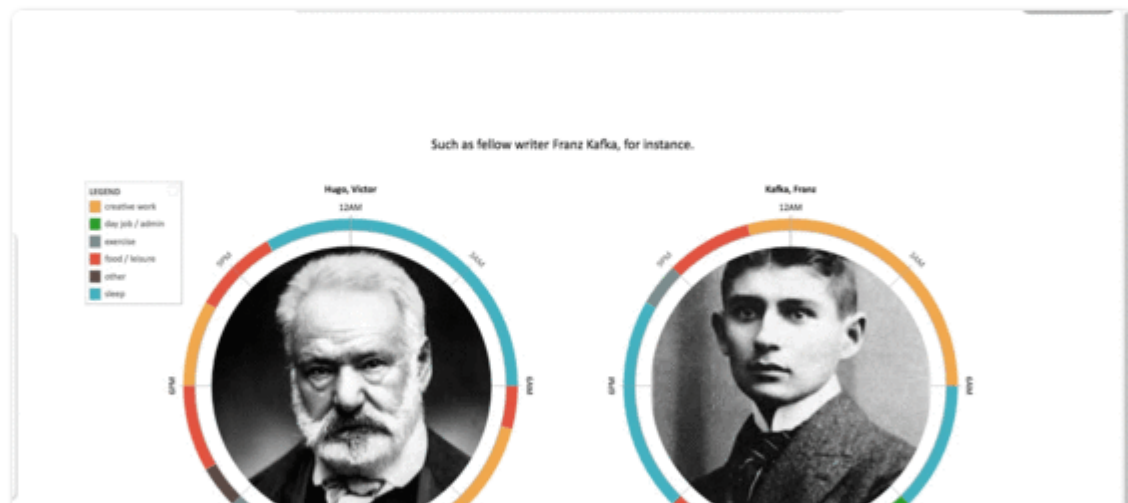 Such as fellow writer Franz Kafka, for instance.
LEGEND
creative work
day job / admin
exercise
food / leisure
other
sleep
Hugo, Victor
12AM
3AM
6AM
6PM
9PM
Kafka, Franz
12AM
3AM
6AM
6PM
9PM